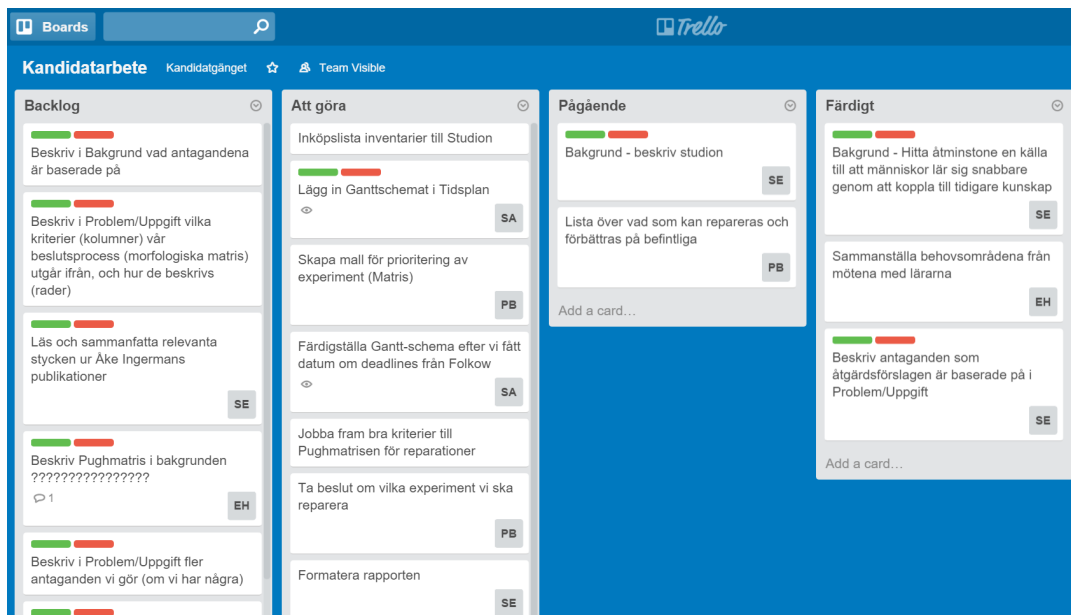 Boards
Trello
Kandidatarbete Kandidatgänget Team Visible
Backlog
Beskriv i Bakgrund vad antagandena
är baserade på
Beskriv i Problem/Uppgift vilka
kriterier (kolumner) vår
beslutsprocess (morfologiska matris)
utgår ifrån, och hur de beskrivs
(rader)
Läs och sammanfatta relevanta
stycken ur Åke Ingermans
publikationer
SE
Beskriv Pughmatris i bakgrunden
????????????????
1
EH
Beskriv i Problem/Uppgift fler
antaganden vi gör (om vi har några)
Att göra
Inköpslista inventarier till Studion
Lägg in Ganttschemat i Tidsplan
SA
Skapa mall för prioritering av
experiment (Matris)
PB
Färdigställa Gantt-schema efter vi fått
datum om deadlines från Folkow
SA
Jobba fram bra kriterier till
Pughmatrisen för reparationer
Ta beslut om vilka experiment vi ska
reparera
PB
Formatera rapporten
SE
Pågående
Bakgrund - beskriv studion
SE
Lista över vad som kan repareras och
förbättras på befintliga
PB
Add a card…
Färdigt
Bakgrund - Hitta åtminstone en källa
till att människor lär sig snabbare
genom att koppla till tidigare kunskap
SE
Sammanställa behovsområdena från
mötena med lärarna
EH
Beskriv antaganden som
åtgärdsförslagen är baserade på i
Problem/Uppgift
SE
Add a card…